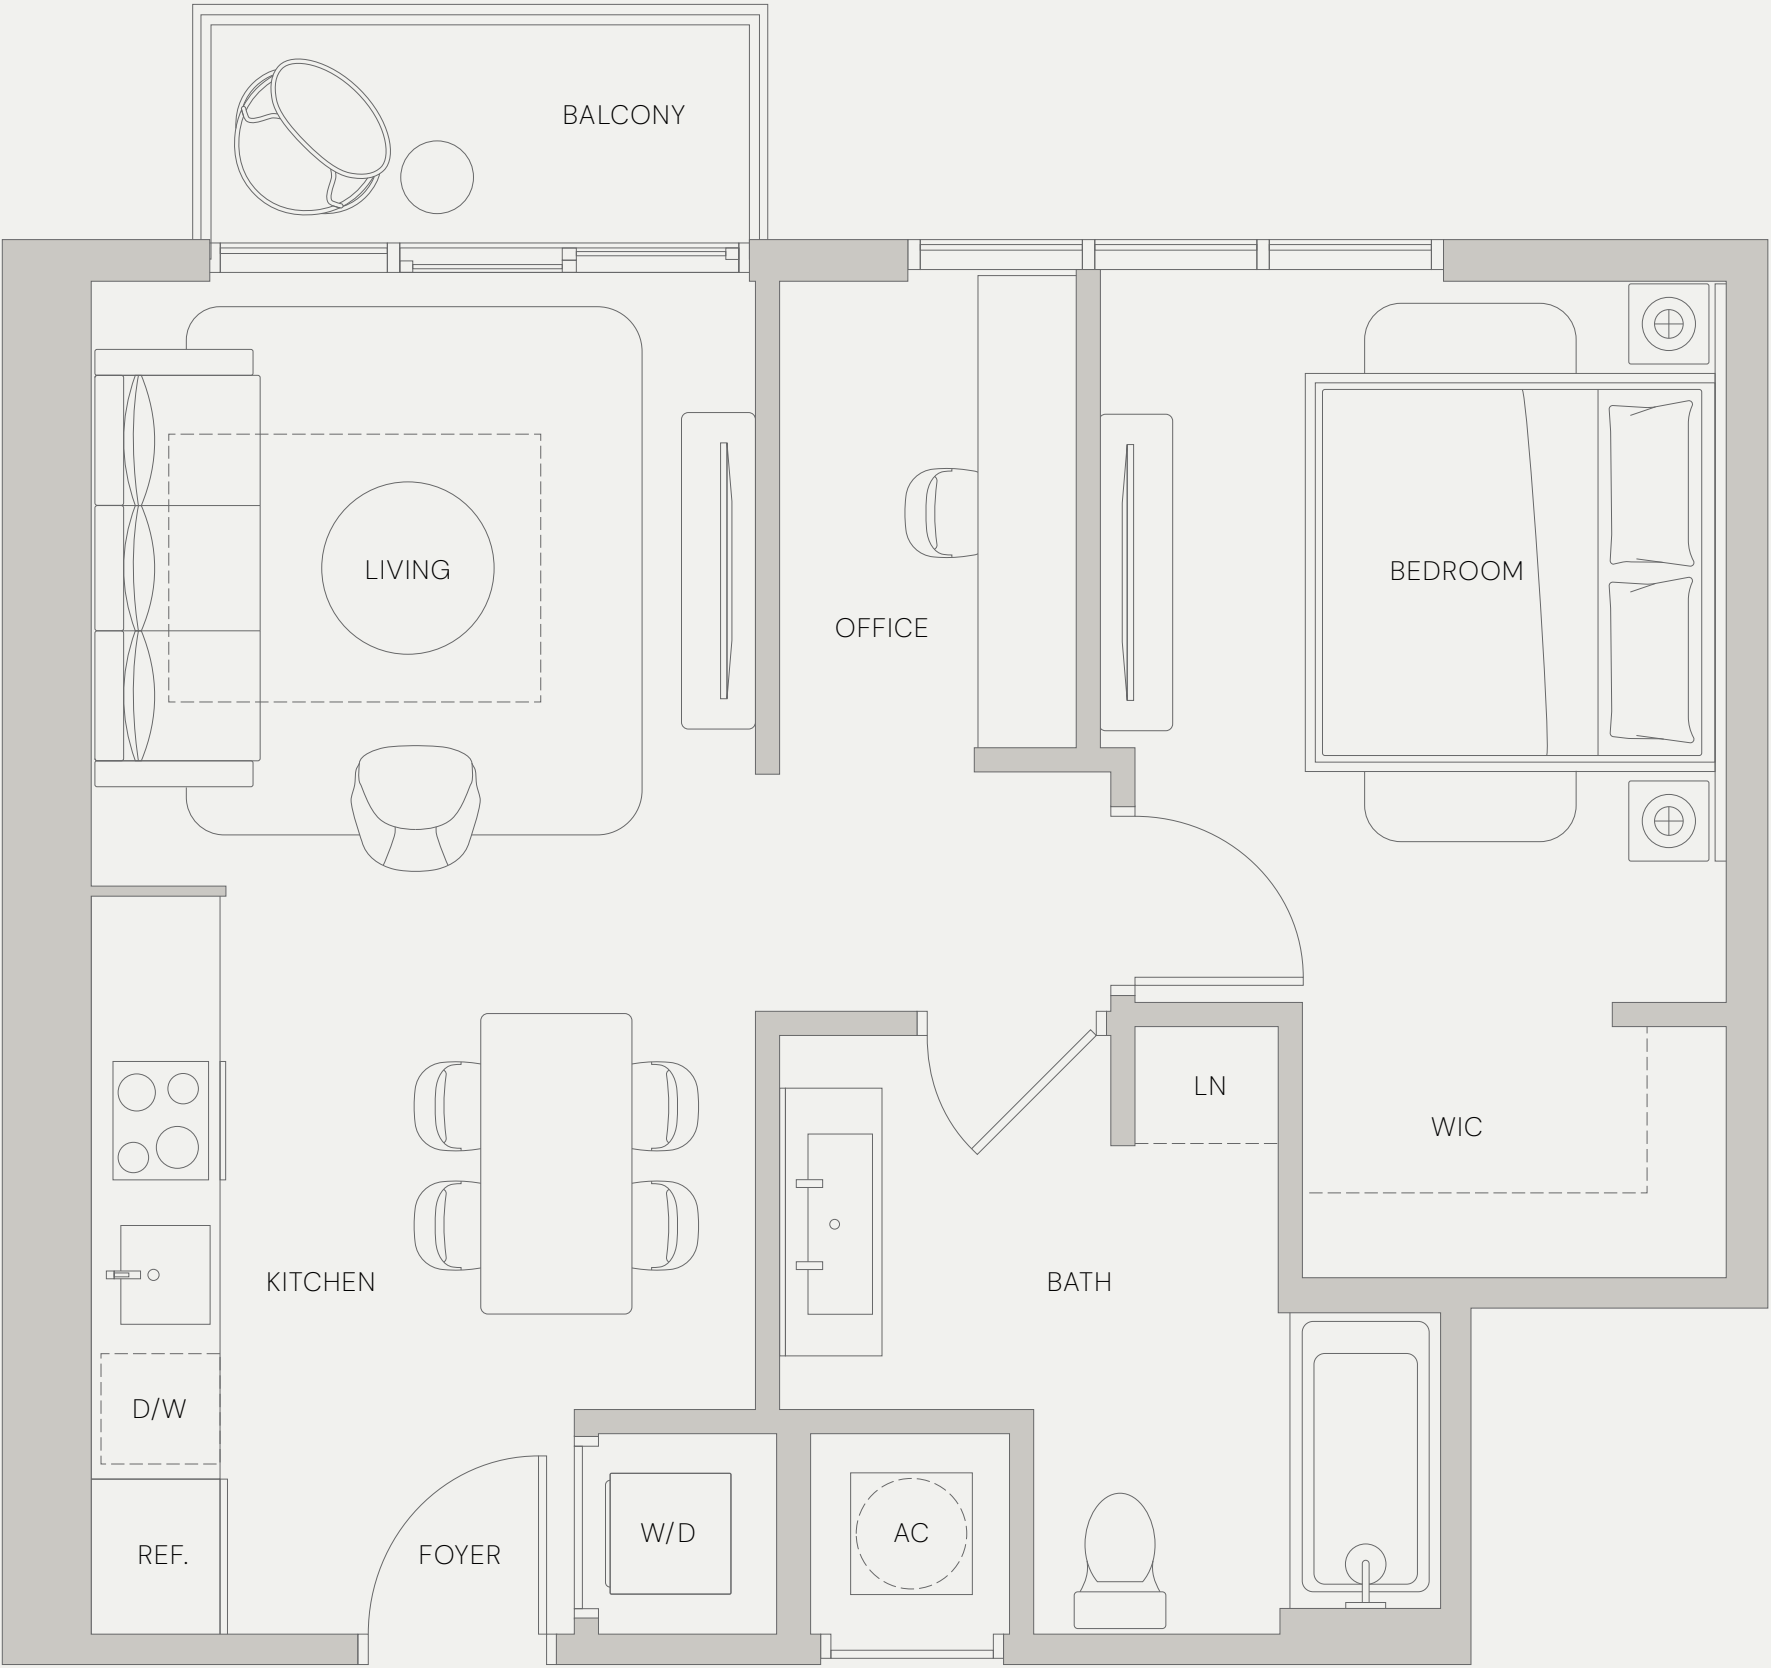 BALCONY
LIVING
BEDROOM
OFFICE
LN
WIC
KITCHEN
BATH
D/W
W/D
AC
REF.
FOYER